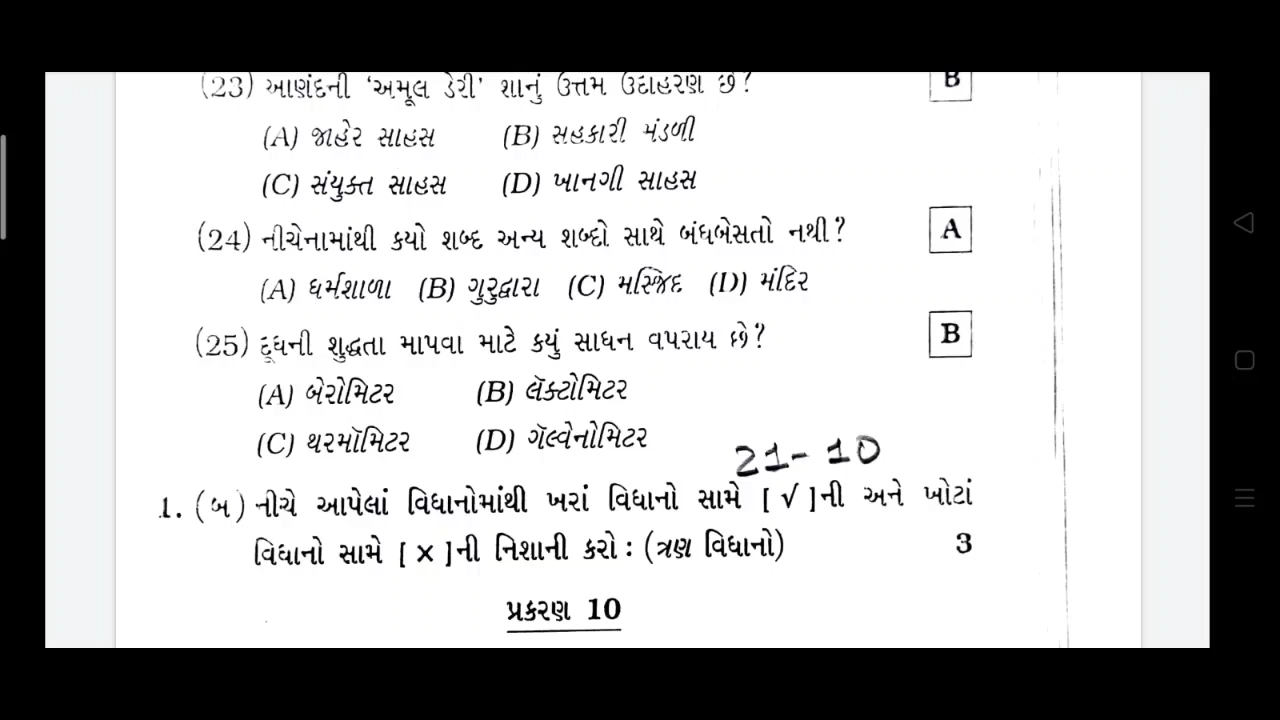 (23) આણંદની ‘અમૂલ ડેરી’ શાનું ઉત્તમ ઉદાહરણ છે? B
(A) જાહેર સાહસ (B) સહકારી મંડળી
(C) સંયુક્ત સાહસ (D) ખાનગી સાહસ
(24) નીચેનામાંથી કયો શબ્દ અન્ય શબ્દો સાથે બંધબેસતો નથી? A
(A) ધર્મશાળા (B) ગુરુદ્વારા (C) મસ્જિદ (D) મંદિર
(25) દૂધની શુદ્ધતા માપવા માટે કયું સાધન વપરાય છે? B
(A) બેરોમિટર (B) લૅક્ટોમિટર
(C) થરમૉમિટર (D) ગૅલ્વેનોમિટર
21-10
1. (બ) નીચે આપેલાં વિધાનોમાંથી ખરાં વિધાનો સામે [ √ ]ની અને ખોટાં
વિધાનો સામે [ × ]ની નિશાની કરો : (ત્રણ વિધાનો) 3
પ્રકરણ 10